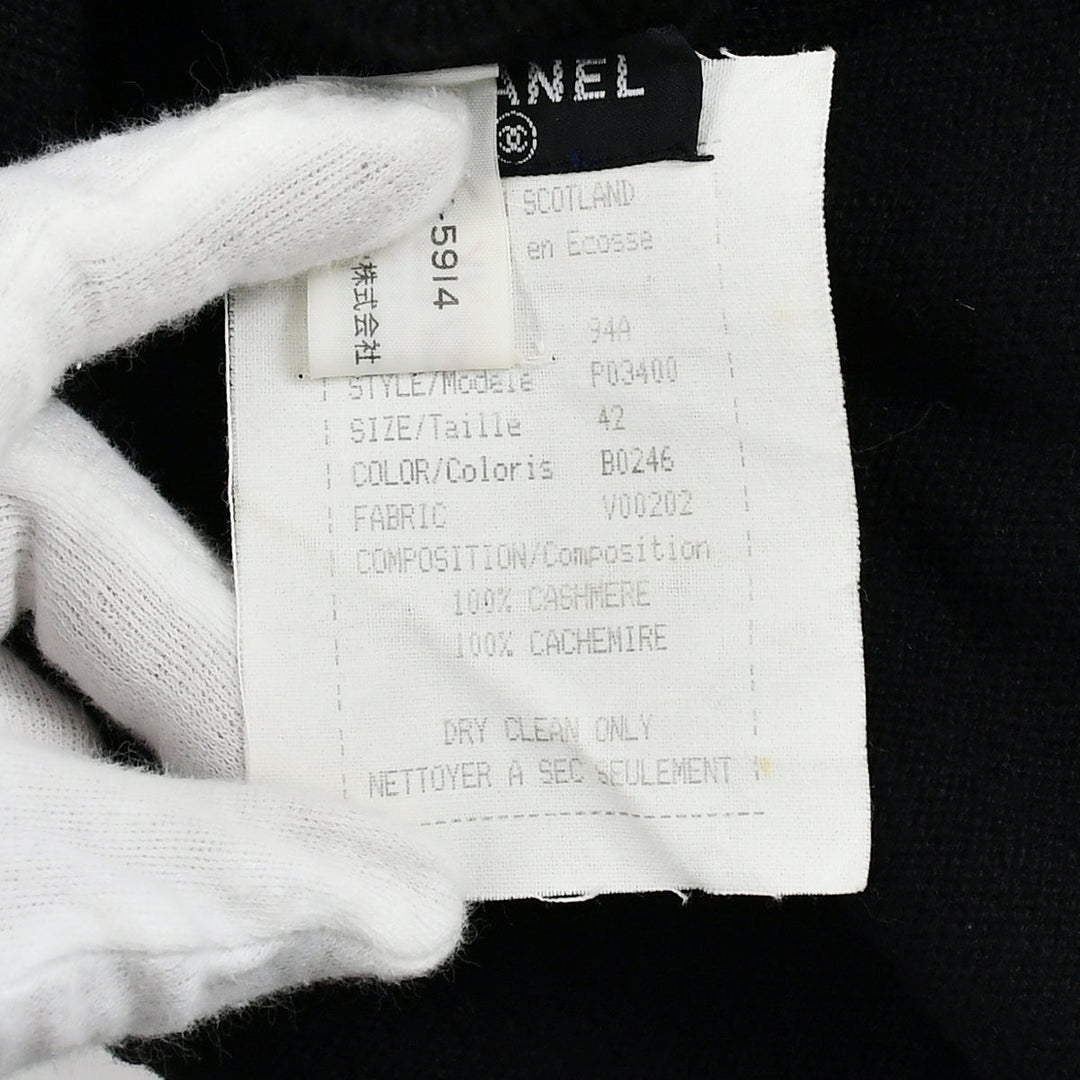 ANEL
SCOTLAND
en Ecosse
-5914
株式会社
94A
STYLE/Modele P03400
SIZE/Taille 42
COLOR/Coloris B0246
FABRIC V00202
COMPOSITION/Composition
100% CASHMERE
100% CACHEMIRE
DRY CLEAN ONLY
NETTOYER A SEC SEULEMENT